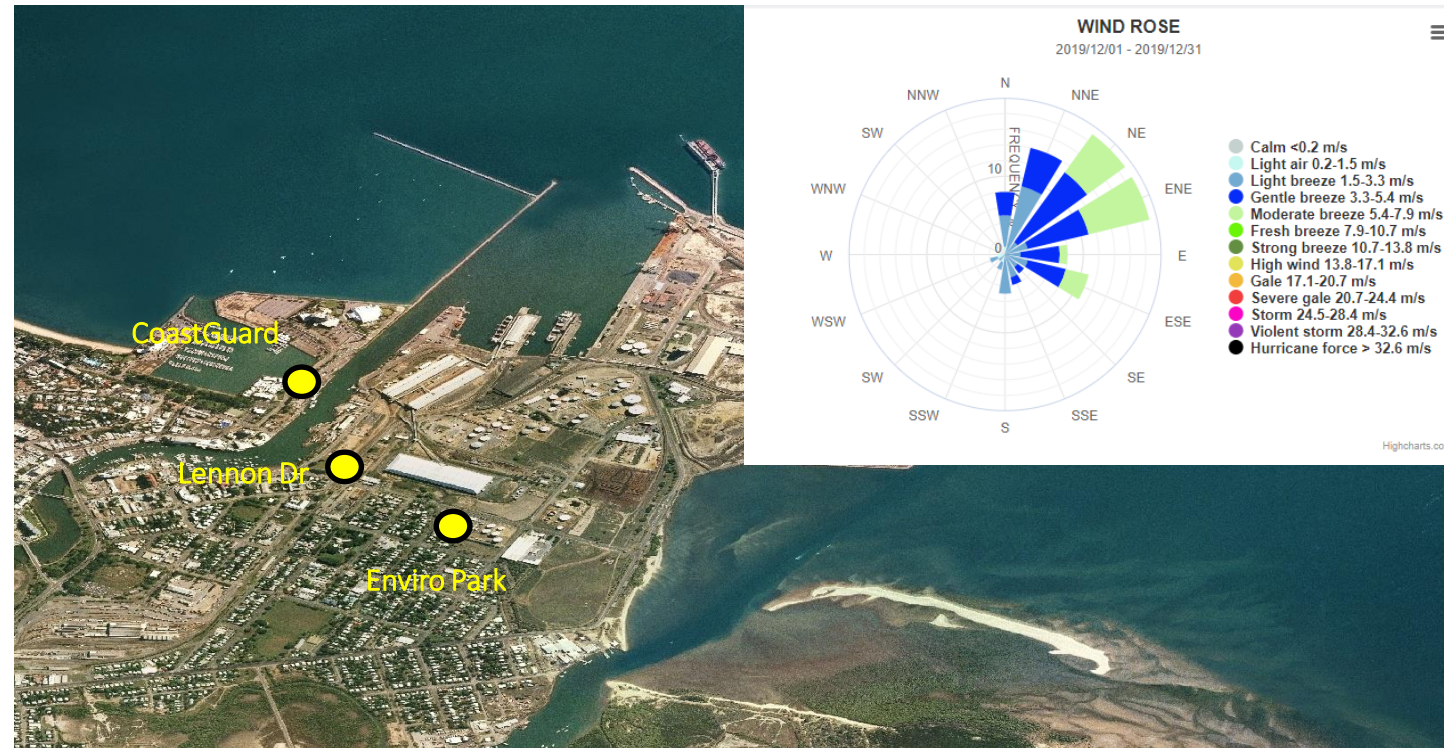 WIND ROSE
2019/12/01 - 2019/12/31
N
NNW
NNE
SW
NE
WNW
ENE
W
E
WSW
ESE
SW
SE
SSW
SSE
S
FREQUENCY
10
0
Calm <0.2 m/s
Light air 0.2-1.5 m/s
Light breeze 1.5-3.3 m/s
Gentle breeze 3.3-5.4 m/s
Moderate breeze 5.4-7.9 m/s
Fresh breeze 7.9-10.7 m/s
Strong breeze 10.7-13.8 m/s
High wind 13.8-17.1 m/s
Gale 17.1-20.7 m/s
Severe gale 20.7-24.4 m/s
Storm 24.5-28.4 m/s
Violent storm 28.4-32.6 m/s
Hurricane force > 32.6 m/s
Highcharts.co
CoastGuard
Lennon Dr
Enviro Park